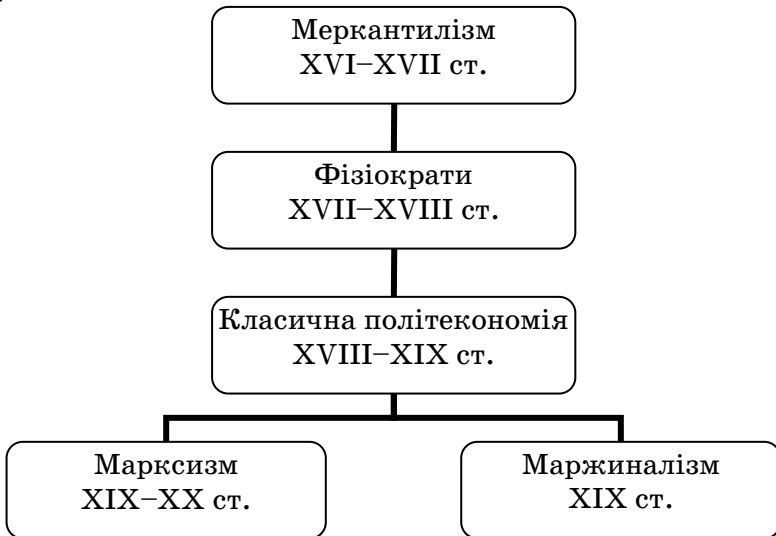 Меркантилізм
XVI–XVII ст.
Фізіократи
XVII–XVIII ст.
Класична політекономія
XVIII–XIX ст.
Марксизм
XIX–XX ст.
Маржиналізм
XIX ст.